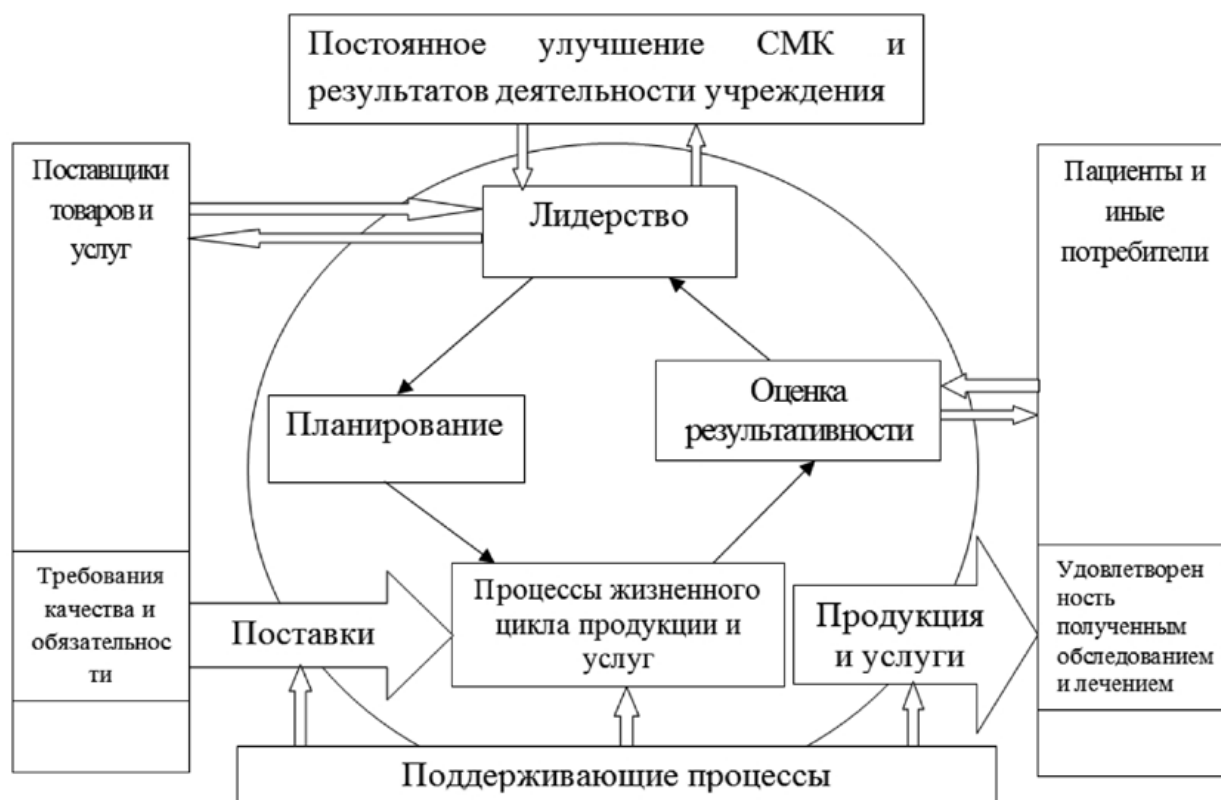 Постоянное улучшение СМК и
результатов деятельности учреждения
Поставщики
товаров и
услуг
Лидерство
Пациенты и
иные
потребители
Планирование
Оценка
результативности
Требования
качества и
обязательнос
ти
Поставки
Процессы жизненного
цикла продукции и
услуг
Продукция
и услуги
Удовлетворен
ность
полученным
обследованием
и лечением
Поддерживающие процессы